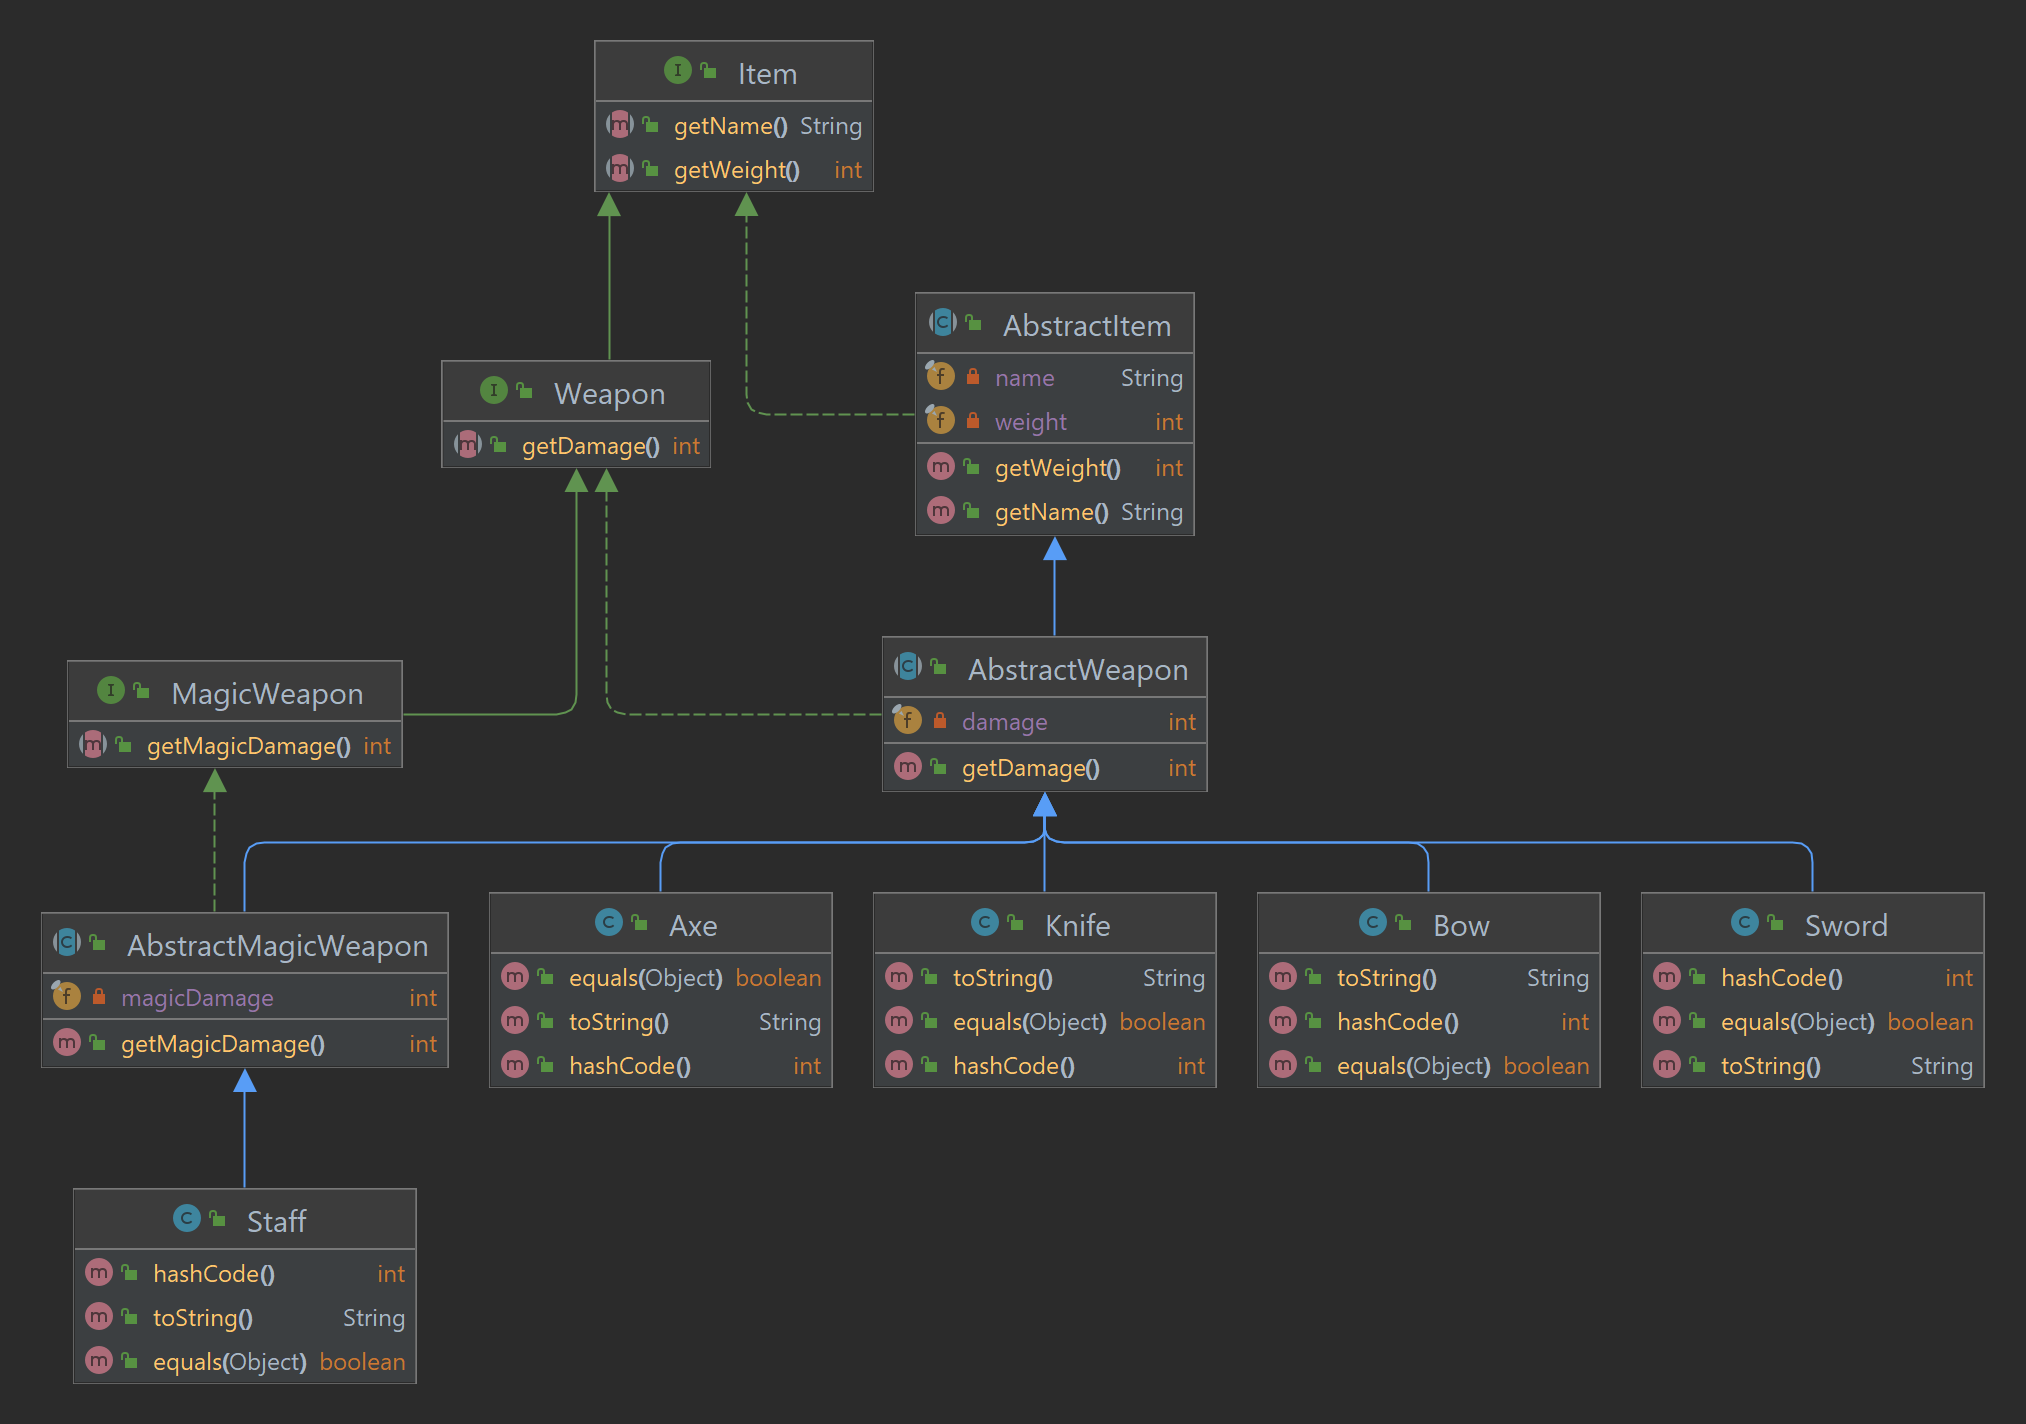 I Item
m getName() String
m getWeight() int
C AbstractItem
f name String
f weight int
m getWeight() int
m getName() String
I Weapon
m getDamage() int
I MagicWeapon
m getMagicDamage() int
C AbstractWeapon
f damage int
m getDamage() int
C AbstractMagicWeapon
f magicDamage int
m getMagicDamage() int
C Axe
m equals(Object) boolean
m toString() String
m hashCode() int
C Knife
m toString() String
m equals(Object) boolean
m hashCode() int
C Bow
m toString() String
m hashCode() int
m equals(Object) boolean
C Sword
m hashCode() int
m equals(Object) boolean
m toString() String
C Staff
m hashCode() int
m toString() String
m equals(Object) boolean